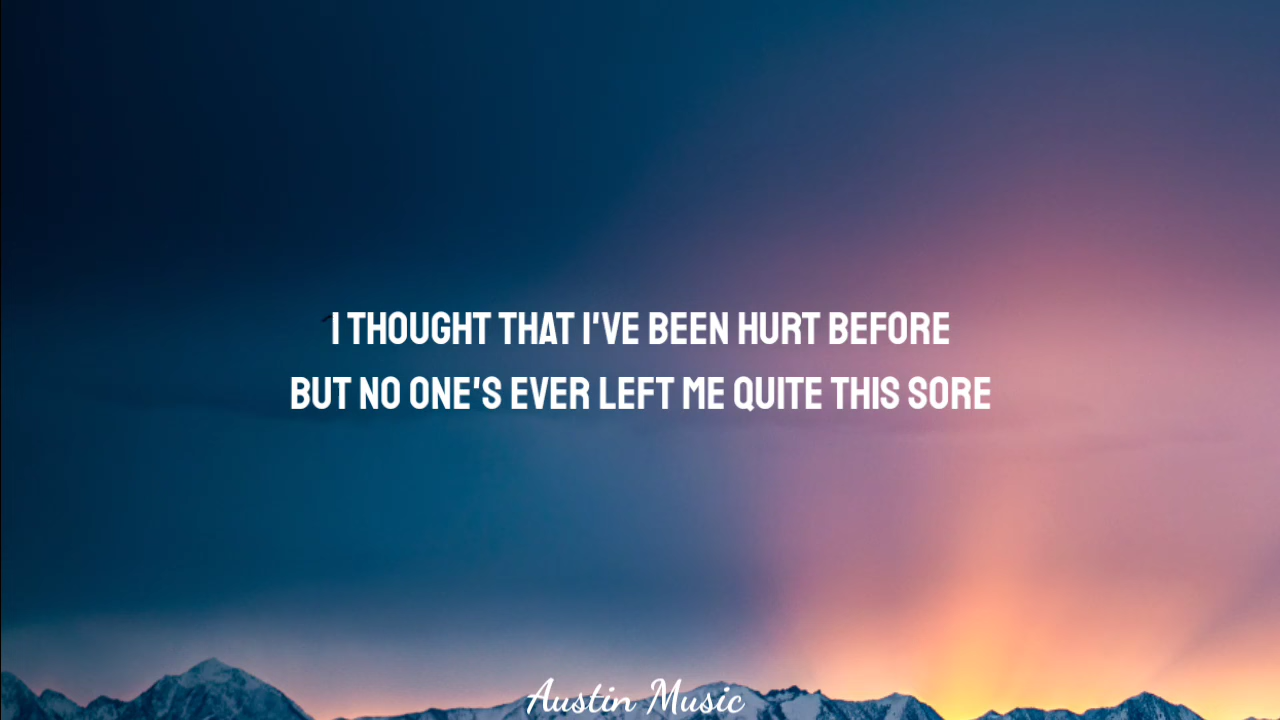 I THOUGHT THAT I'VE BEEN HURT BEFORE
BUT NO ONE'S EVER LEFT ME QUITE THIS SORE
Austin Music